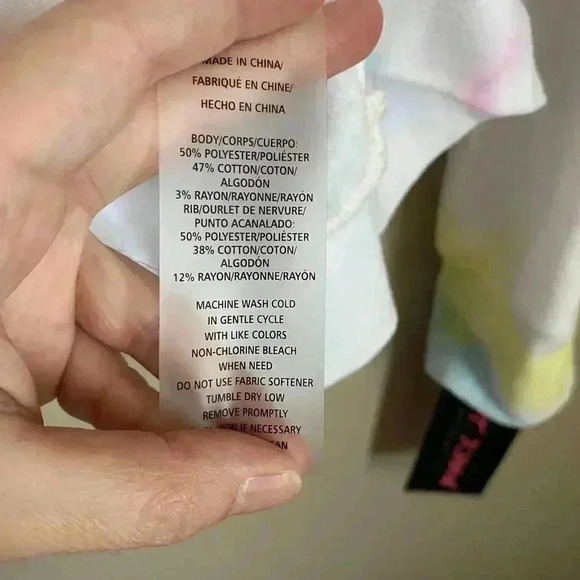 MADE IN CHINA/
FABRIQUÉ EN CHINE/
HECHO EN CHINA
BODY/CORPS/CUERPO:
50% POLYESTER/POLIÉSTER
47% COTTON/COTON/
ALGODÓN
3% RAYON/RAYONNE/RAYÓN
RIB/OURLET DE NERVURE/
PUNTO ACANALADO:
50% POLYESTER/POLIÉSTER
38% COTTON/COTON/
ALGODÓN
12% RAYON/RAYONNE/RAYÓN
MACHINE WASH COLD
IN GENTLE CYCLE
WITH LIKE COLORS
NON-CHLORINE BLEACH
WHEN NEED
DO NOT USE FABRIC SOFTENER
TUMBLE DRY LOW
REMOVE PROMPTLY
IF NECESSARY